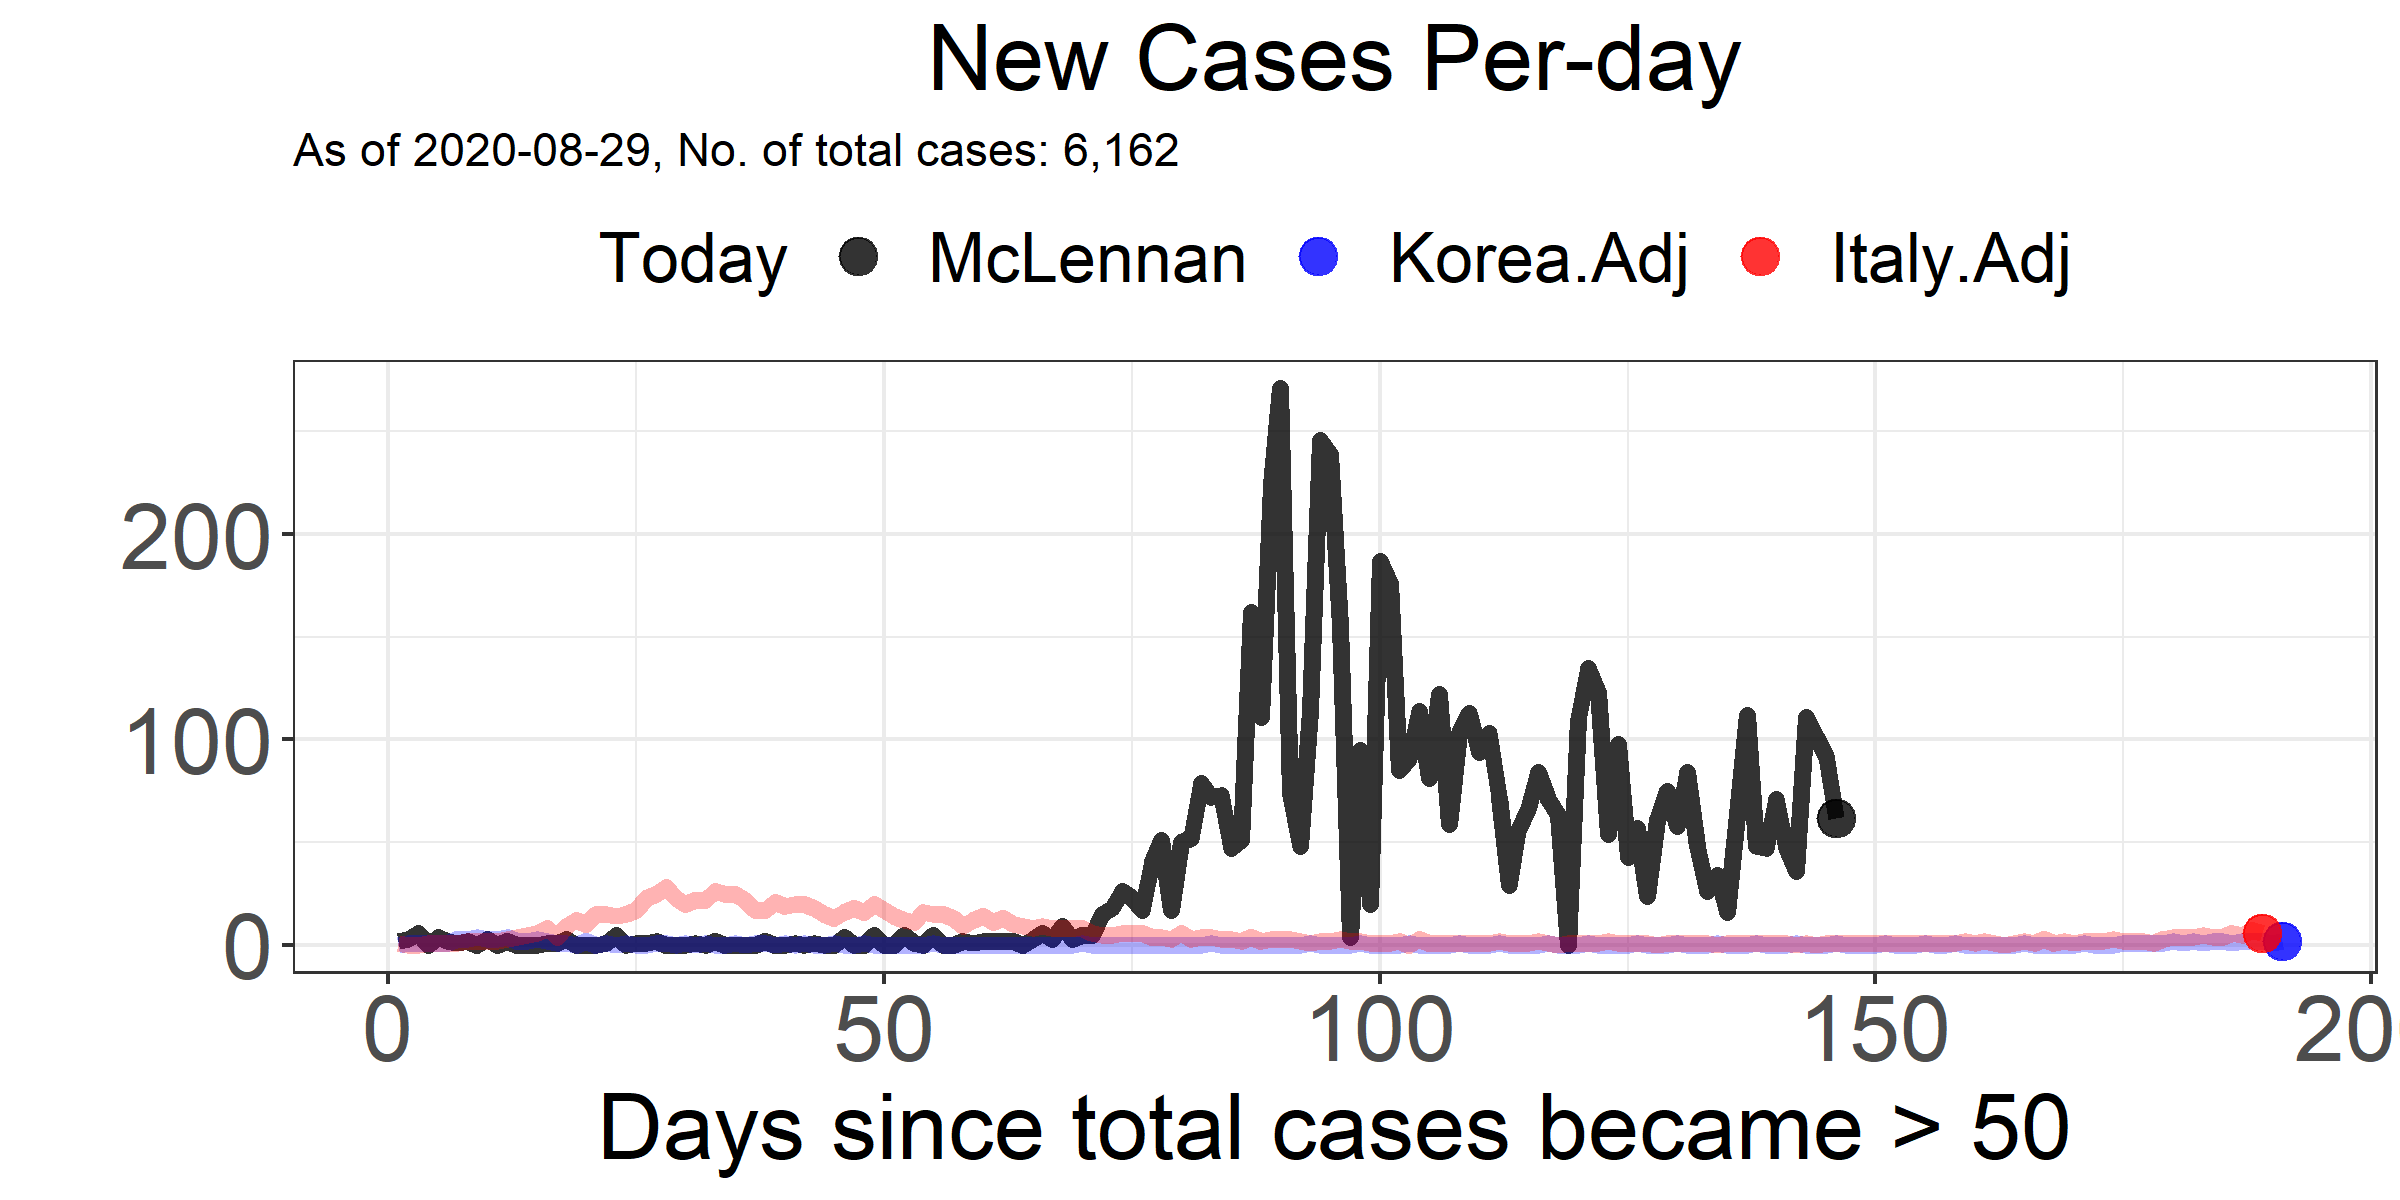 New Cases Per-day
As of 2020-08-29, No. of total cases: 6,162
Today McLennan Korea.Adj Italy.Adj
200
100
0
0 50 100 150 20
Days since total cases became > 50